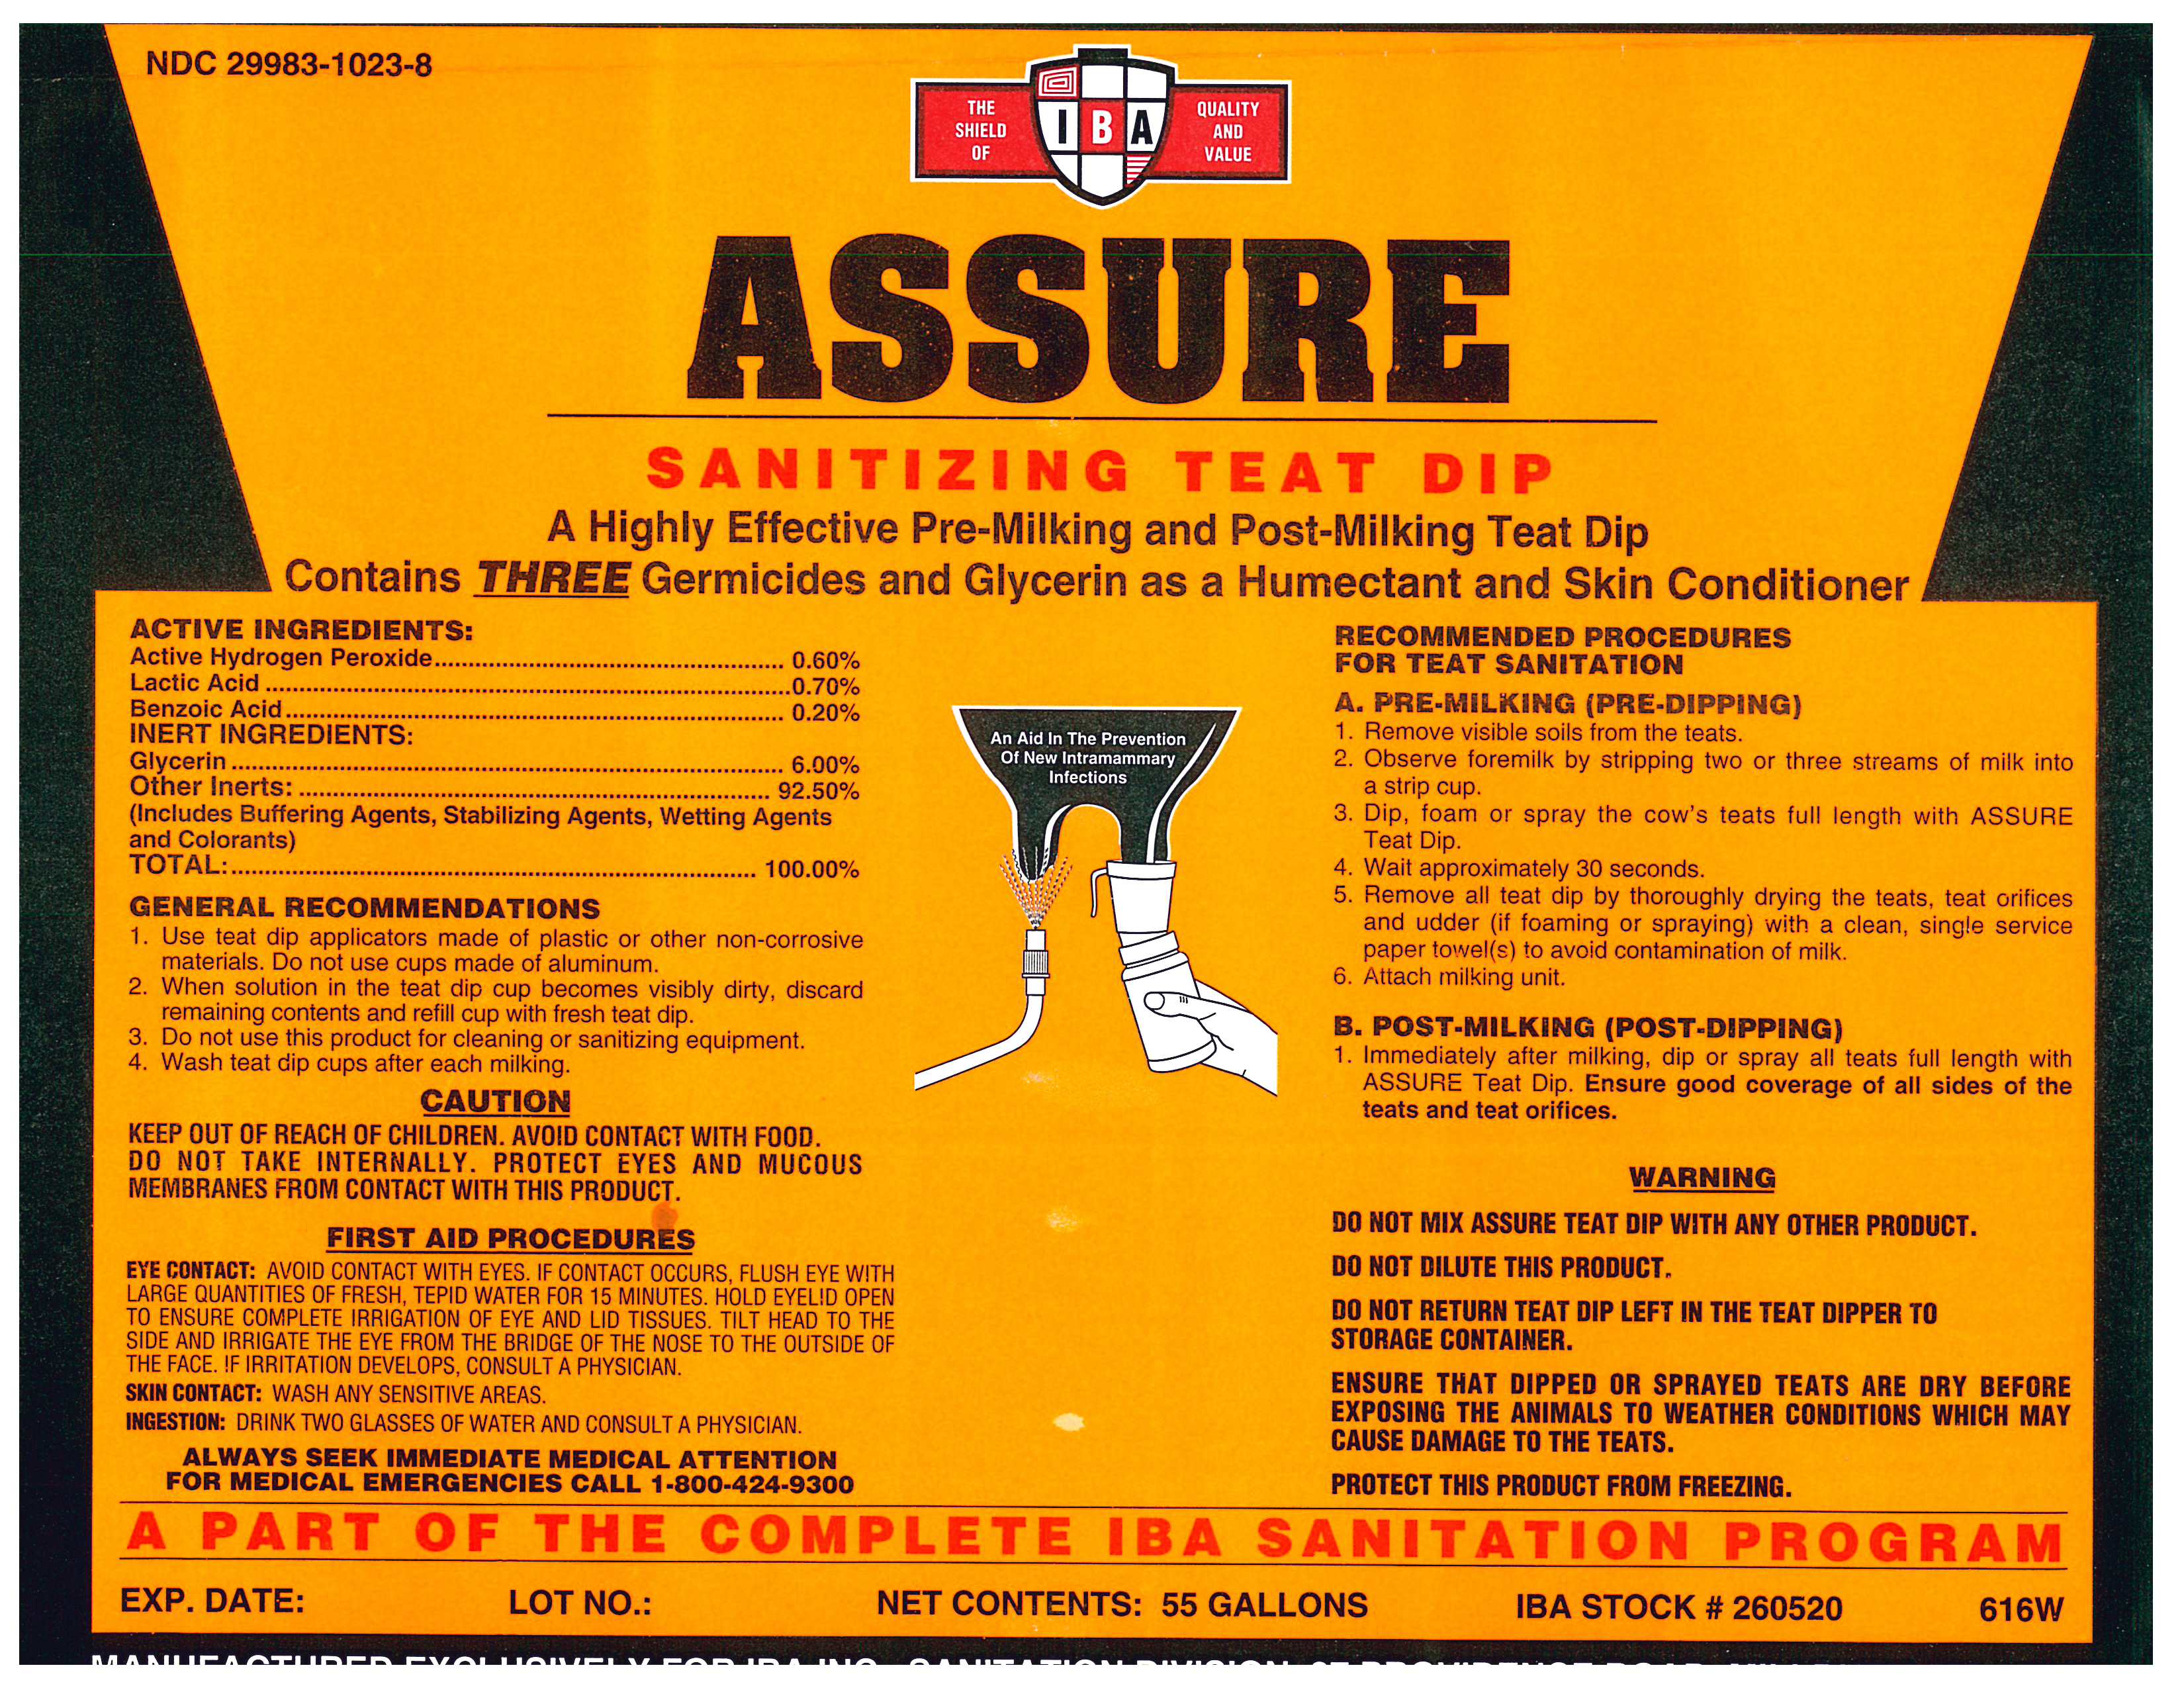 NDC 29983-1023-8
THE
SHIELD
OF
IBA
QUALITY
AND
VALUE
ASSURE
SANITIZING TEAT DIP
A Highly Effective Pre-Milking and Post-Milking Teat Dip
Contains THREE Germicides and Glycerin as a Humectant and Skin Conditioner
ACTIVE INGREDIENTS:
Active Hydrogen Peroxide.................................................... 0.60%
Lactic Acid ..............................................................................0.70%
Benzoic Acid.......................................................................... 0.20%
INERT INGREDIENTS:
Glycerin .................................................................................. 6.00%
Other Inerts: ...................................................................... 92.50%
(Includes Buffering Agents, Stabilizing Agents, Wetting Agents
and Colorants)
TOTAL:.............................................................................. 100.00%
GENERAL RECOMMENDATIONS
1. Use teat dip applicators made of plastic or other non-corrosive
materials. Do not use cups made of aluminum.
2. When solution in the teat dip cup becomes visibly dirty, discard
remaining contents and refill cup with fresh teat dip.
3. Do not use this product for cleaning or sanitizing equipment.
4. Wash teat dip cups after each milking.
CAUTION
KEEP OUT OF REACH OF CHILDREN. AVOID CONTACT WITH FOOD.
DO NOT TAKE INTERNALLY. PROTECT EYES AND MUCOUS
MEMBRANES FROM CONTACT WITH THIS PRODUCT.
FIRST AID PROCEDURES
EYE CONTACT: AVOID CONTACT WITH EYES. IF CONTACT OCCURS, FLUSH EYE WITH
LARGE QUANTITIES OF FRESH, TEPID WATER FOR 15 MINUTES. HOLD EYELID OPEN
TO ENSURE COMPLETE IRRIGATION OF EYE AND LID TISSUES. TILT HEAD TO THE
SIDE AND IRRIGATE THE EYE FROM THE BRIDGE OF THE NOSE TO THE OUTSIDE OF
THE FACE. IF IRRITATION DEVELOPS, CONSULT A PHYSICIAN.
SKIN CONTACT: WASH ANY SENSITIVE AREAS.
INGESTION: DRINK TWO GLASSES OF WATER AND CONSULT A PHYSICIAN.
ALWAYS SEEK IMMEDIATE MEDICAL ATTENTION
FOR MEDICAL EMERGENCIES CALL 1-800-424-9300
An Aid In The Prevention
Of New Intramammary
Infections
RECOMMENDED PROCEDURES
FOR TEAT SANITATION
A. PRE-MILKING (PRE-DIPPING)
1. Remove visible soils from the teats.
2. Observe foremilk by stripping two or three streams of milk into
a strip cup.
3. Dip, foam or spray the cow's teats full length with ASSURE
Teat Dip.
4. Wait approximately 30 seconds.
5. Remove all teat dip by thoroughly drying the teats, teat orifices
and udder (if foaming or spraying) with a clean, single service
paper towel(s) to avoid contamination of milk.
6. Attach milking unit.
B. POST-MILKING (POST-DIPPING)
1. Immediately after milking, dip or spray all teats full length with
ASSURE Teat Dip. Ensure good coverage of all sides of the
teats and teat orifices.
WARNING
DO NOT MIX ASSURE TEAT DIP WITH ANY OTHER PRODUCT.
DO NOT DILUTE THIS PRODUCT.
DO NOT RETURN TEAT DIP LEFT IN THE TEAT DIPPER TO
STORAGE CONTAINER.
ENSURE THAT DIPPED OR SPRAYED TEATS ARE DRY BEFORE
EXPOSING THE ANIMALS TO WEATHER CONDITIONS WHICH MAY
CAUSE DAMAGE TO THE TEATS.
PROTECT THIS PRODUCT FROM FREEZING.
A PART OF THE COMPLETE IBA SANITATION PROGRAM
EXP. DATE: LOT NO.: NET CONTENTS: 55 GALLONS IBA STOCK # 260520 616W
MANUFACTURED EXCLUSIVELY FOR IBA INC., SANITATION DIVISION, 27 PROVIDENCE ROAD,